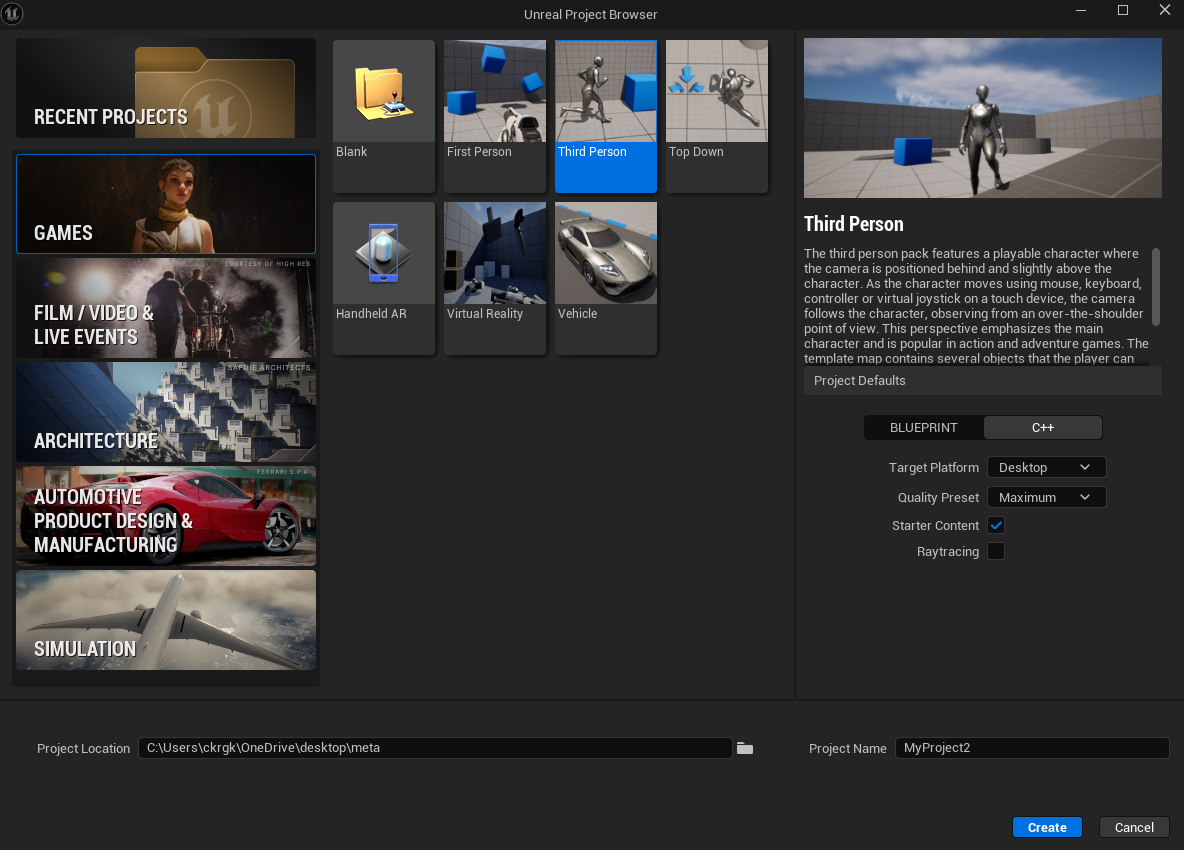 Unreal Project Browser
RECENT PROJECTS
GAMES
COURTESY OF HIGH RES
FILM / VIDEO &
LIVE EVENTS
SAFDIE ARCHITECTS
ARCHITECTURE
FERRARI S.P.A.
AUTOMOTIVE
PRODUCT DESIGN &
MANUFACTURING
SIMULATION
Blank
First Person
Third Person
Top Down
Handheld AR
Virtual Reality
Vehicle
Third Person
The third person pack features a playable character where
the camera is positioned behind and slightly above the
character. As the character moves using mouse, keyboard,
controller or virtual joystick on a touch device, the camera
follows the character, observing from an over-the-shoulder
point of view. This perspective emphasizes the main
character and is popular in action and adventure games. The
template map contains several objects that the player can
Project Defaults
BLUEPRINT
C++
Target Platform
Desktop
Quality Preset
Maximum
Starter Content
Raytracing
Project Location
C:\Users\ckrgk\OneDrive\desktop\meta
Project Name
MyProject2
Create
Cancel